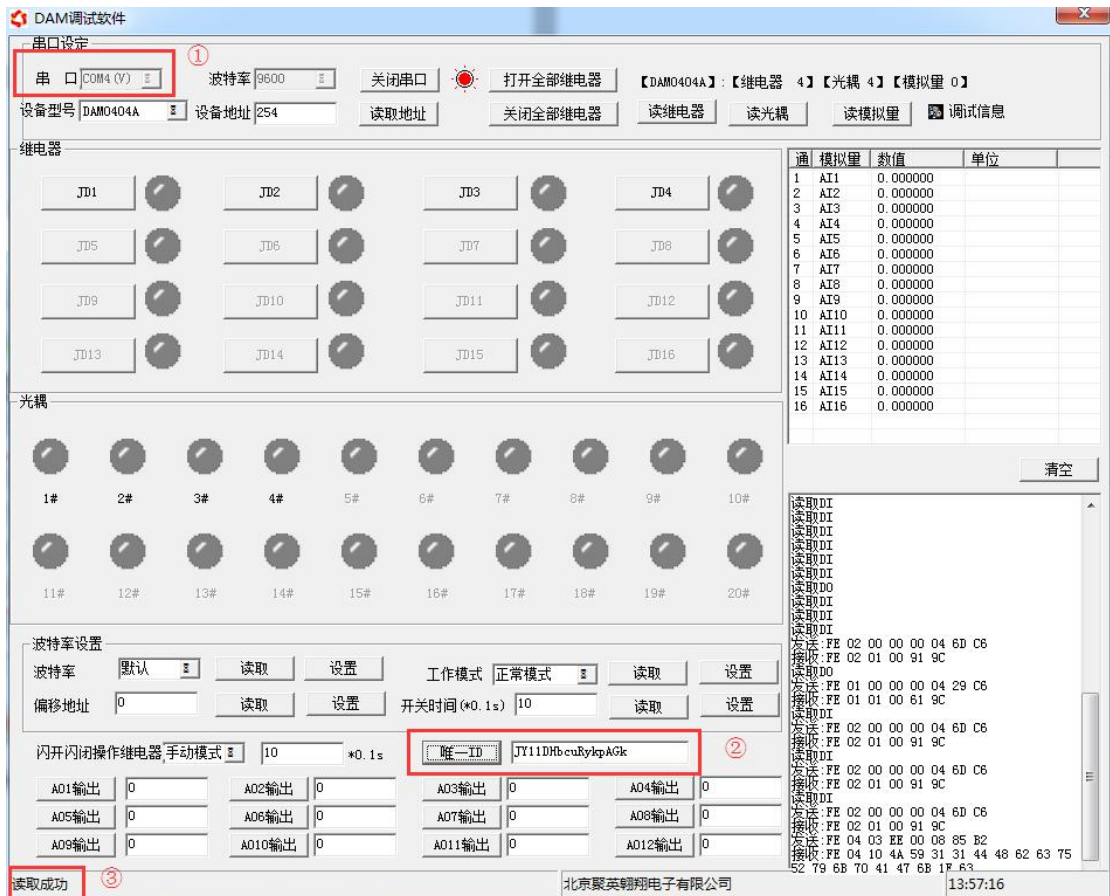 DAM调试软件
串口设定
①
串 口 COM4(V) 波特率 9600 关闭串口 打开全部继电器 【DAM0404A】:【继电器 4】【光耦 4】【模拟量 0】
设备型号 DAM0404A 设备地址 254 读取地址 关闭全部继电器 读继电器 读光耦 读模拟量 调试信息
继电器
JD1 JD2 JD3 JD4
JD5 JD6 JD7 JD8
JD9 JD10 JD11 JD12
JD13 JD14 JD15 JD16
通 模拟量 数值 单位
1 AI1 0.000000
2 AI2 0.000000
3 AI3 0.000000
4 AI4 0.000000
5 AI5 0.000000
6 AI6 0.000000
7 AI7 0.000000
8 AI8 0.000000
9 AI9 0.000000
10 AI10 0.000000
11 AI11 0.000000
12 AI12 0.000000
13 AI13 0.000000
14 AI14 0.000000
15 AI15 0.000000
16 AI16 0.000000
清空
光耦
1# 2# 3# 4# 5# 6# 7# 8# 9# 10#
11# 12# 13# 14# 15# 16# 17# 18# 19# 20#
读取DI
读取DI
读取DI
读取DI
读取DI
读取DI
读取DO
读取DI
读取DI
读取DI
发送:FE 02 00 00 00 04 6D C6
接收:FE 02 01 00 91 9C
读取DO
发送:FE 01 00 00 00 04 29 C6
接收:FE 01 01 00 61 9C
读取DI
发送:FE 02 00 00 00 04 6D C6
接收:FE 02 01 00 91 9C
读取DI
发送:FE 02 00 00 00 04 6D C6
接收:FE 02 01 00 91 9C
读取DI
发送:FE 02 00 00 00 04 6D C6
接收:FE 02 01 00 91 9C
发送:FE 04 03 EE 00 08 85 B2
接收:FE 04 10 4A 59 31 31 44 48 62 63 75
52 79 6B 70 41 47 6B 1F 63
波特率设置
波特率 默认 读取 设置 工作模式 正常模式 读取 设置
偏移地址 0 读取 设置 开关时间(*0.1s) 10 读取 设置
闪开闪闭操作继电器 手动模式 10 *0.1s 唯一ID JY11DHbcuRykpAGk ②
A01输出 0 A02输出 0 A03输出 0 A04输出 0
A05输出 0 A06输出 0 A07输出 0 A08输出 0
A09输出 0 A010输出 0 A011输出 0 A012输出 0
读取成功 ③ 北京聚英翱翔电子有限公司 13:57:16